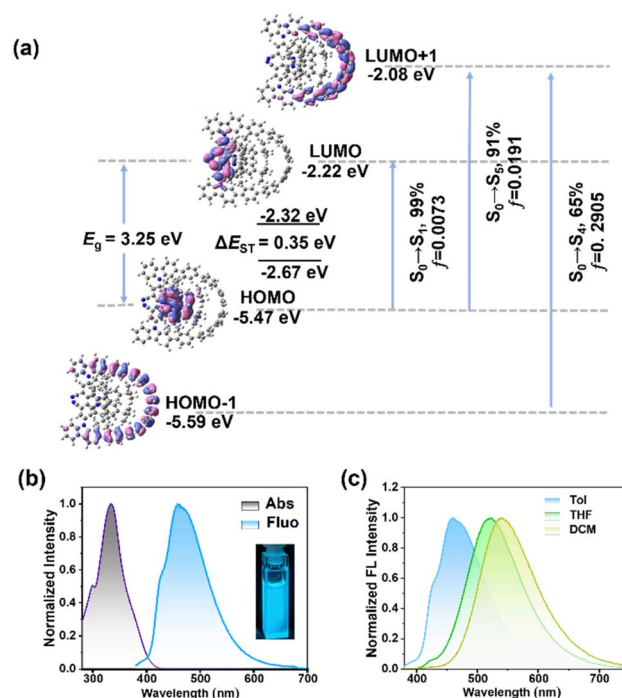 (a)
LUMO+1
-2.08 eV
LUMO
-2.22 eV
-2.32 eV
E_g = 3.25 eV
ΔE_ST = 0.35 eV
-2.67 eV
HOMO
-5.47 eV
HOMO-1
-5.59 eV
S₀→S₁, 99%
f=0.0073
S₀→S₅, 91%
f=0.0191
S₀→S₄, 65%
f=0. 2905
(b)
Abs
Fluo
Normalized Intensity
1.0
0.8
0.6
0.4
0.2
0.0
300 400 500 600 700
Wavelength (nm)
(c)
Tol
THF
DCM
Normalized FL Intensity
1.2
1.0
0.8
0.6
0.4
0.2
0.0
400 500 600 700
Wavelength (nm)